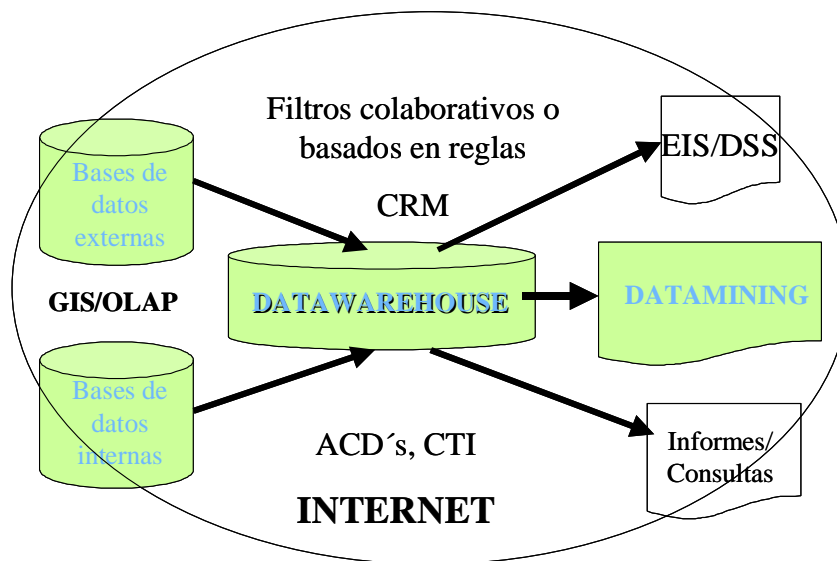 Filtros colaborativos o
basados en reglas
CRM
Bases de
datos
externas
GIS/OLAP
Bases de
datos
internas
DATAWAREHOUSE
EIS/DSS
DATAMINING
Informes/
Consultas
ACD´s, CTI
INTERNET